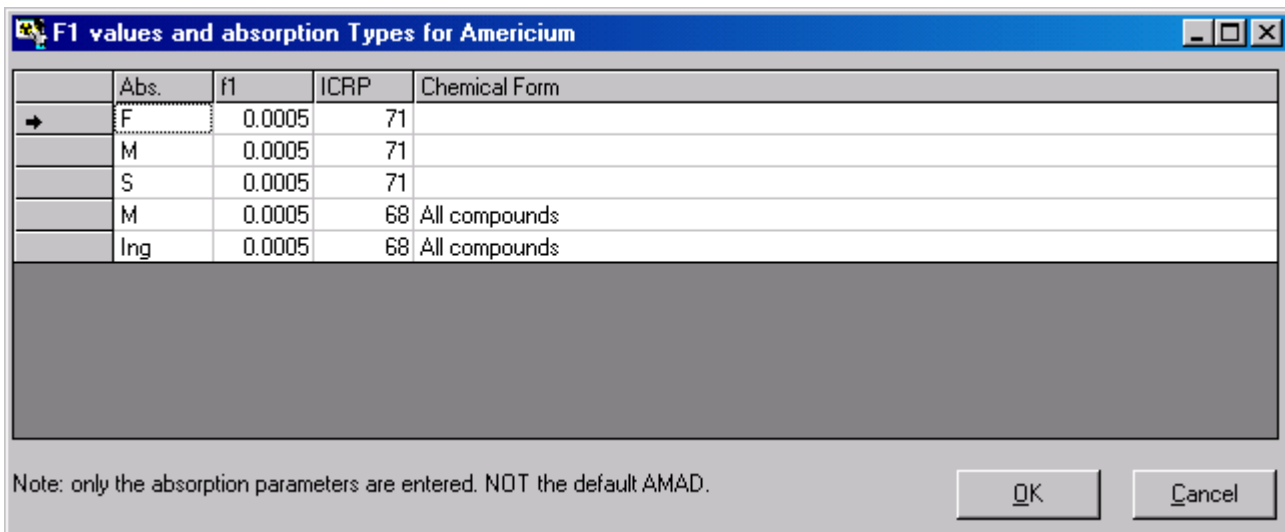 F1 values and absorption Types for Americium
Abs. f1 ICRP Chemical Form
F 0.0005 71
M 0.0005 71
S 0.0005 71
M 0.0005 68 All compounds
Ing 0.0005 68 All compounds
Note: only the absorption parameters are entered. NOT the default AMAD.
OK Cancel